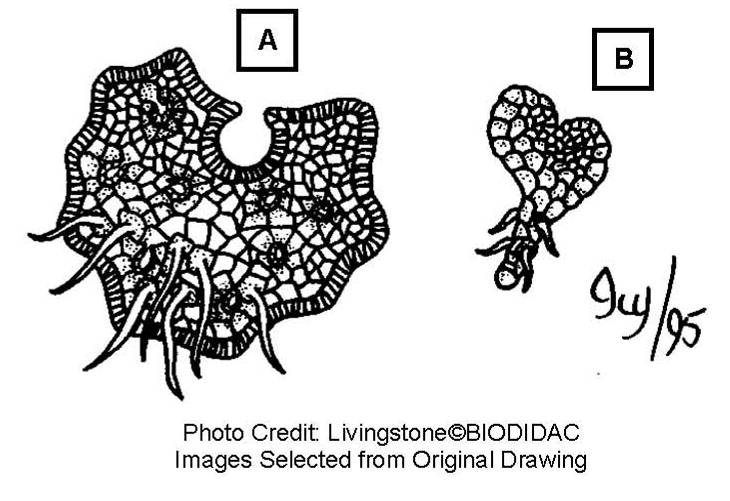 A
B
Photo Credit: Livingstone©BIODIDAC
Images Selected from Original Drawing